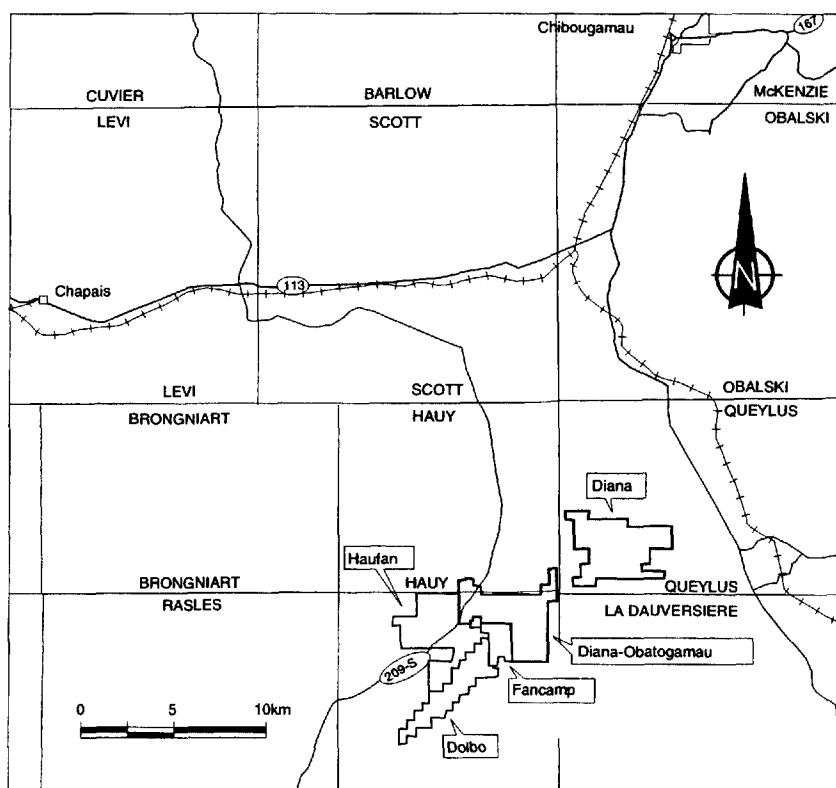 Chibougamau
167
CUVIER
BARLOW
McKENZIE
LEVI
SCOTT
OBALSKI
N
113
Chapais
LEVI
SCOTT
OBALSKI
BRONGNIART
HAUY
QUEYLUS
Diana
Haufan
BRONGNIART
HAUY
QUEYLUS
RASLES
LA DAUVERSIERE
Diana-Obatogamau
209-S
Fancamp
0 5 10km
Dolbo